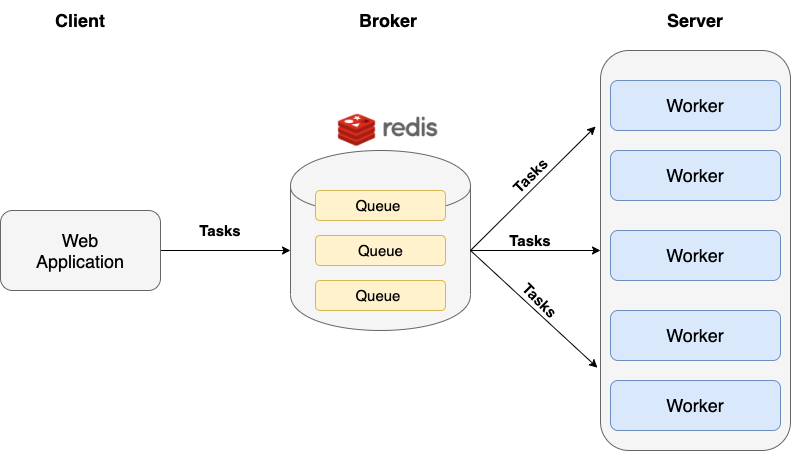 Client
Broker
Server
redis
Web
Application
Tasks
Queue
Queue
Queue
Tasks
Tasks
Tasks
Worker
Worker
Worker
Worker
Worker